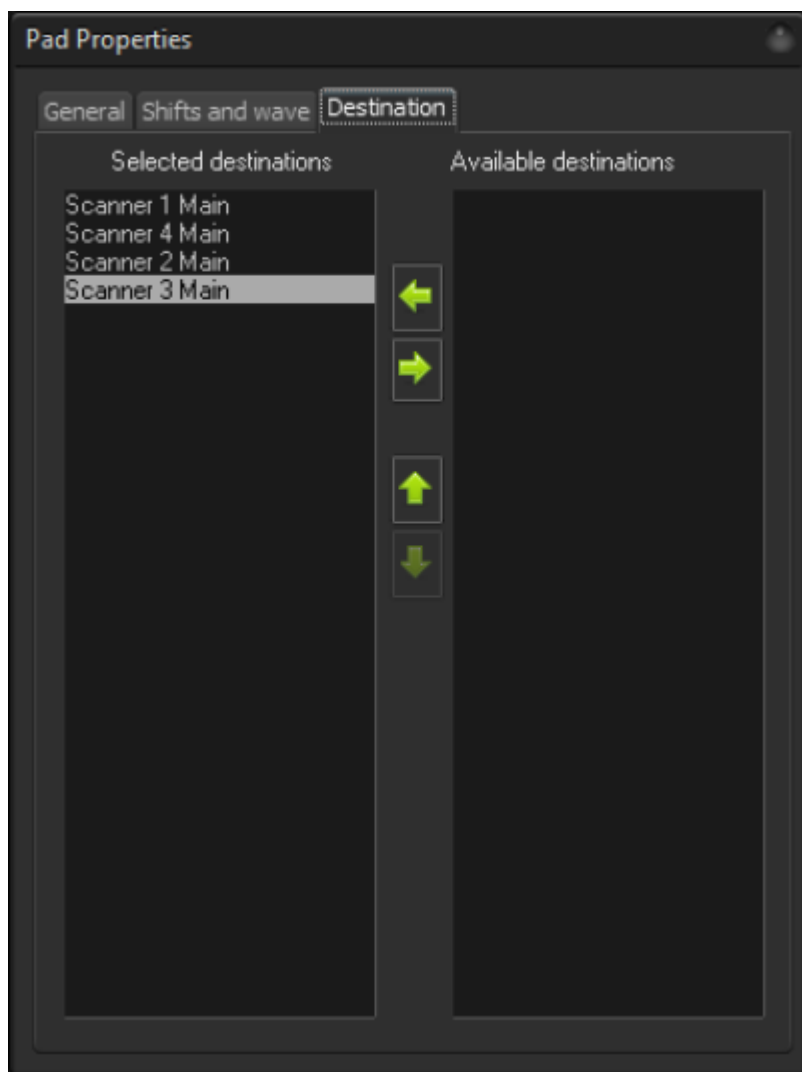 Pad Properties
General
Shifts and wave
Destination
Selected destinations
Available destinations
Scanner 1 Main
Scanner 4 Main
Scanner 2 Main
Scanner 3 Main